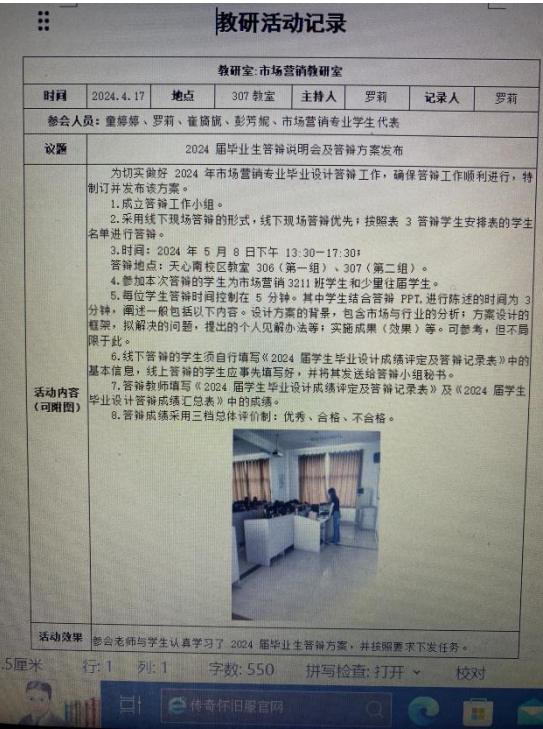 教研活动记录
教研室:市场营销教研室
时间 2024.4.17 地点 307 教室 主持人 罗莉 记录人 罗莉
参会人员:童婷婷、罗莉、崔旖旎、彭芳妮、市场营销专业学生代表
议题 2024 届毕业生答辩说明会及答辩方案发布
为切实做好 2024 年市场营销专业毕业设计答辩工作，确保答辩工作顺利进行，特
制订并发布该方案。
1.成立答辩工作小组。
2.采用线下现场答辩的形式，线下现场答辩优先；按照表 3 答辩学生安排表的学生
名单进行答辩。
3.时间：2024 年 5 月 8 日下午 13:30—17:30；
答辩地点：天心南校区教室 306（第一组）、307（第二组）。
4.参加本次答辩的学生为市场营销 3211 班学生和少量往届学生。
5.每位学生答辩时间控制在 5 分钟。其中学生结合答辩 PPT,进行陈述的时间为 3
分钟，阐述一般包括以下内容。设计方案的背景，包含市场与行业的分析；方案设计的
框架，拟解决的问题，提出的个人见解办法等；实施成果（效果）等。可参考，但不局
限于此。
6.线下答辩的学生须自行填写《2024 届学生毕业设计成绩评定及答辩记录表》中的
基本信息，线上答辩的学生应事先填写好，并将其发送给答辩小组秘书。
7.答辩教师填写《2024 届学生毕业设计成绩评定及答辩记录表》及《2024 届学生
毕业设计答辩成绩汇总表》中的成绩。
8.答辩成绩采用三档总体评价制：优秀、合格、不合格。
活动内容
（可附图）
活动效果 参会老师与学生认真学习了 2024 届毕业生答辩方案，并按照要求下发任务。
.5厘米 行: 1 列: 1 字数: 550 拼写检查: 打开 校对
传奇怀旧服官网